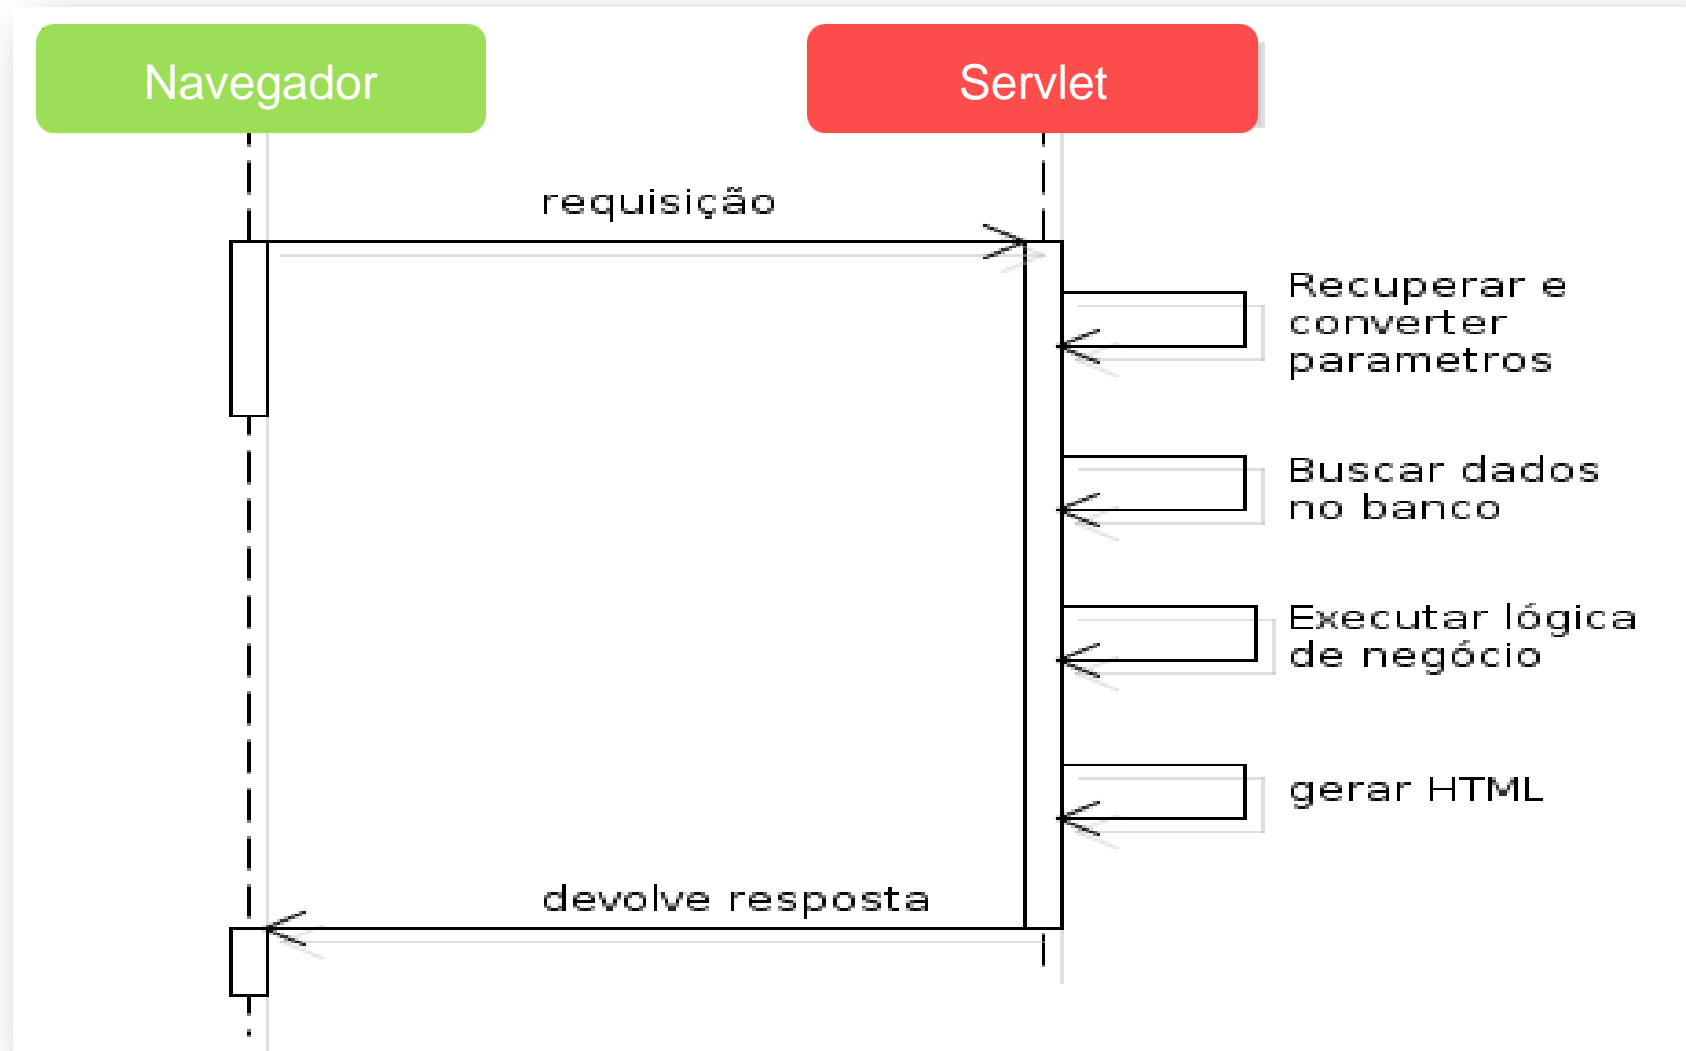 Navegador
Servlet
requisição
Recuperar e
converter
parametros
Buscar dados
no banco
Executar lógica
de negócio
gerar HTML
devolve resposta